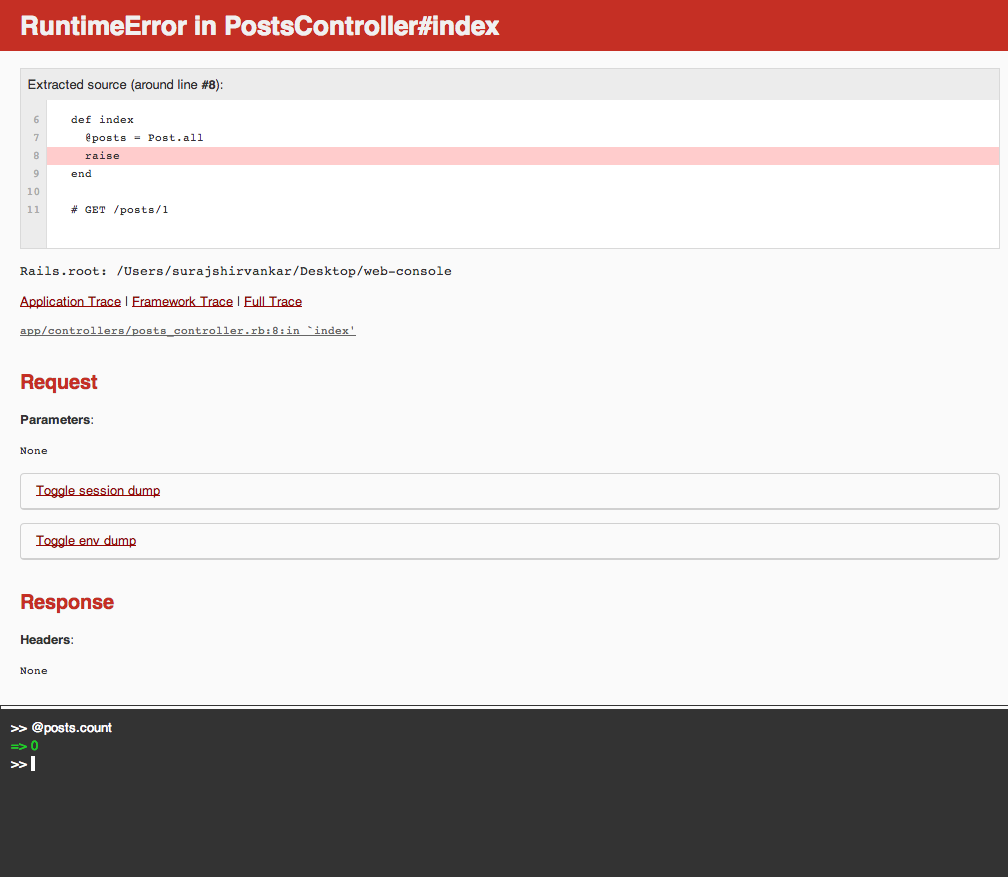 RuntimeError in PostsController#index
Extracted source (around line #8):
6 def index
7 @posts = Post.all
8 raise
9 end
10
11 # GET /posts/1
Rails.root: /Users/surajshirvankar/Desktop/web-console
Application Trace | Framework Trace | Full Trace
app/controllers/posts_controller.rb:8:in `index'
Request
Parameters:
None
Toggle session dump
Toggle env dump
Response
Headers:
None
>> @posts.count
=> 0
>>